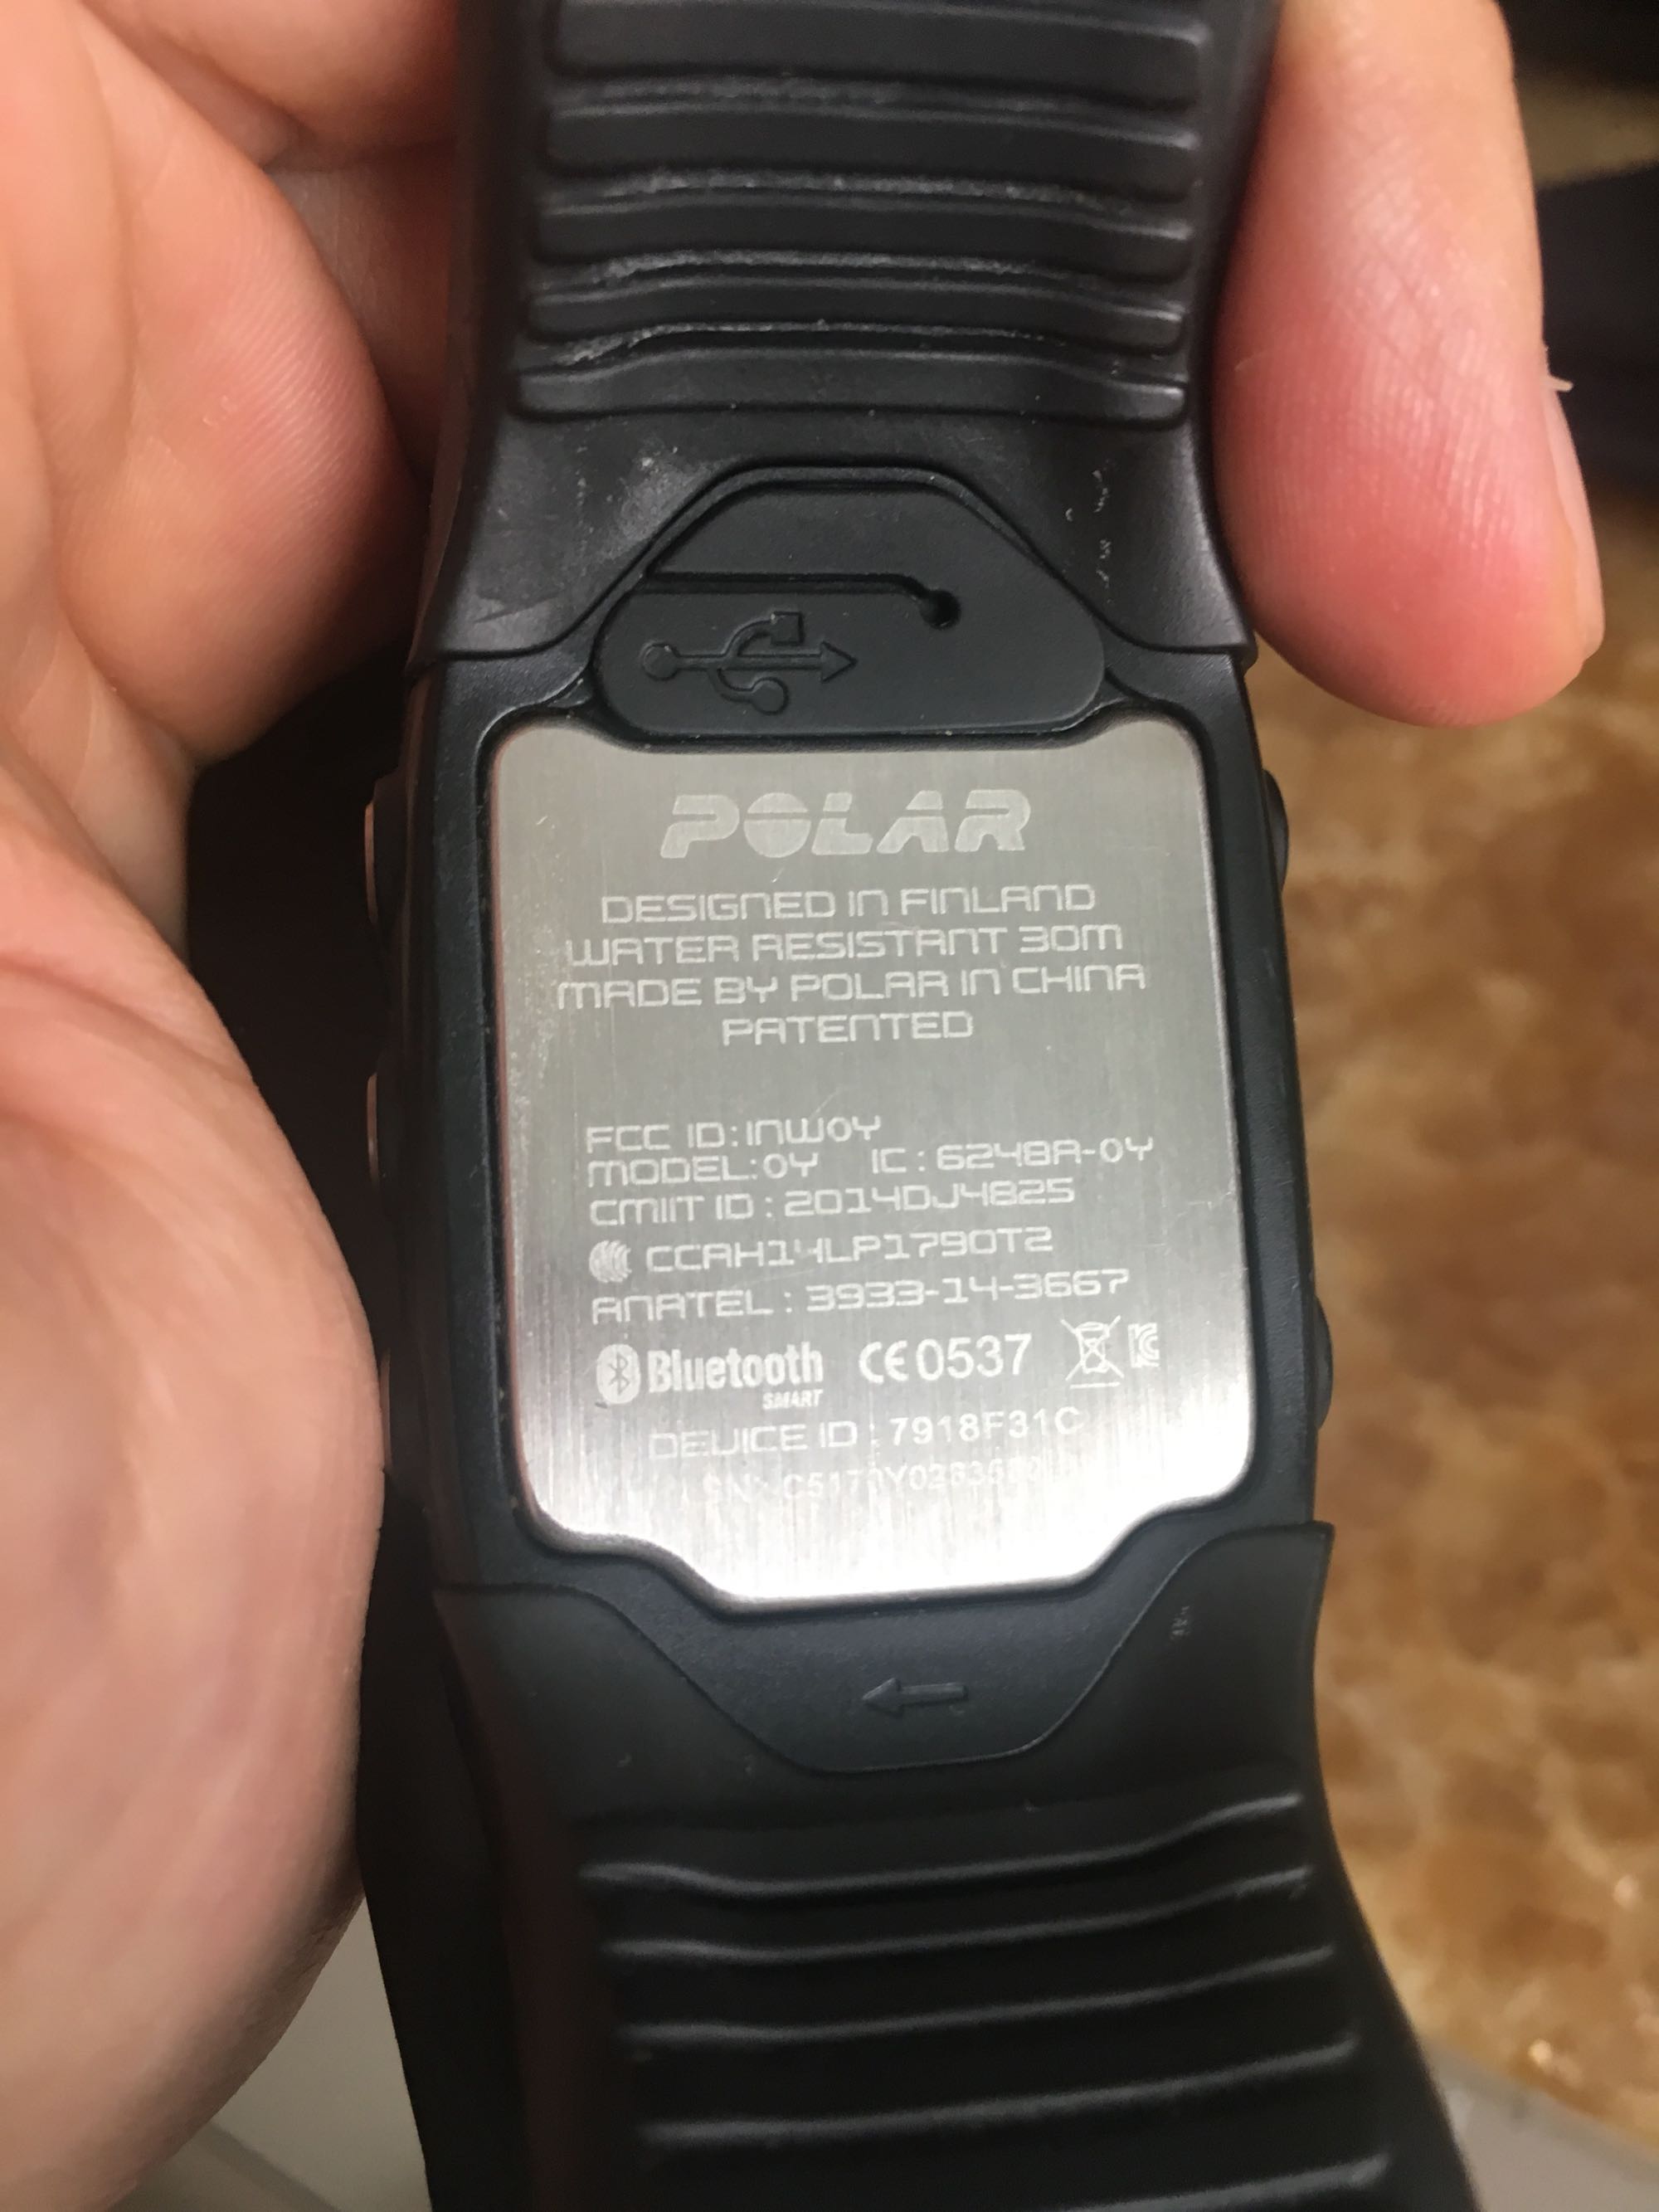 POLAR
DESIGNED IN FINLAND
WATER RESISTANT 30M
MADE BY POLAR IN CHINA
PATENTED
FCC ID: INW0Y
MODEL: 0Y IC: 6248A-0Y
CMIIT ID: 2014DJ4825
CCAH14LP1790T2
ANATEL: 3933-14-3667
Bluetooth CE0537
SMART
DEVICE ID: 7918F31C
SN: